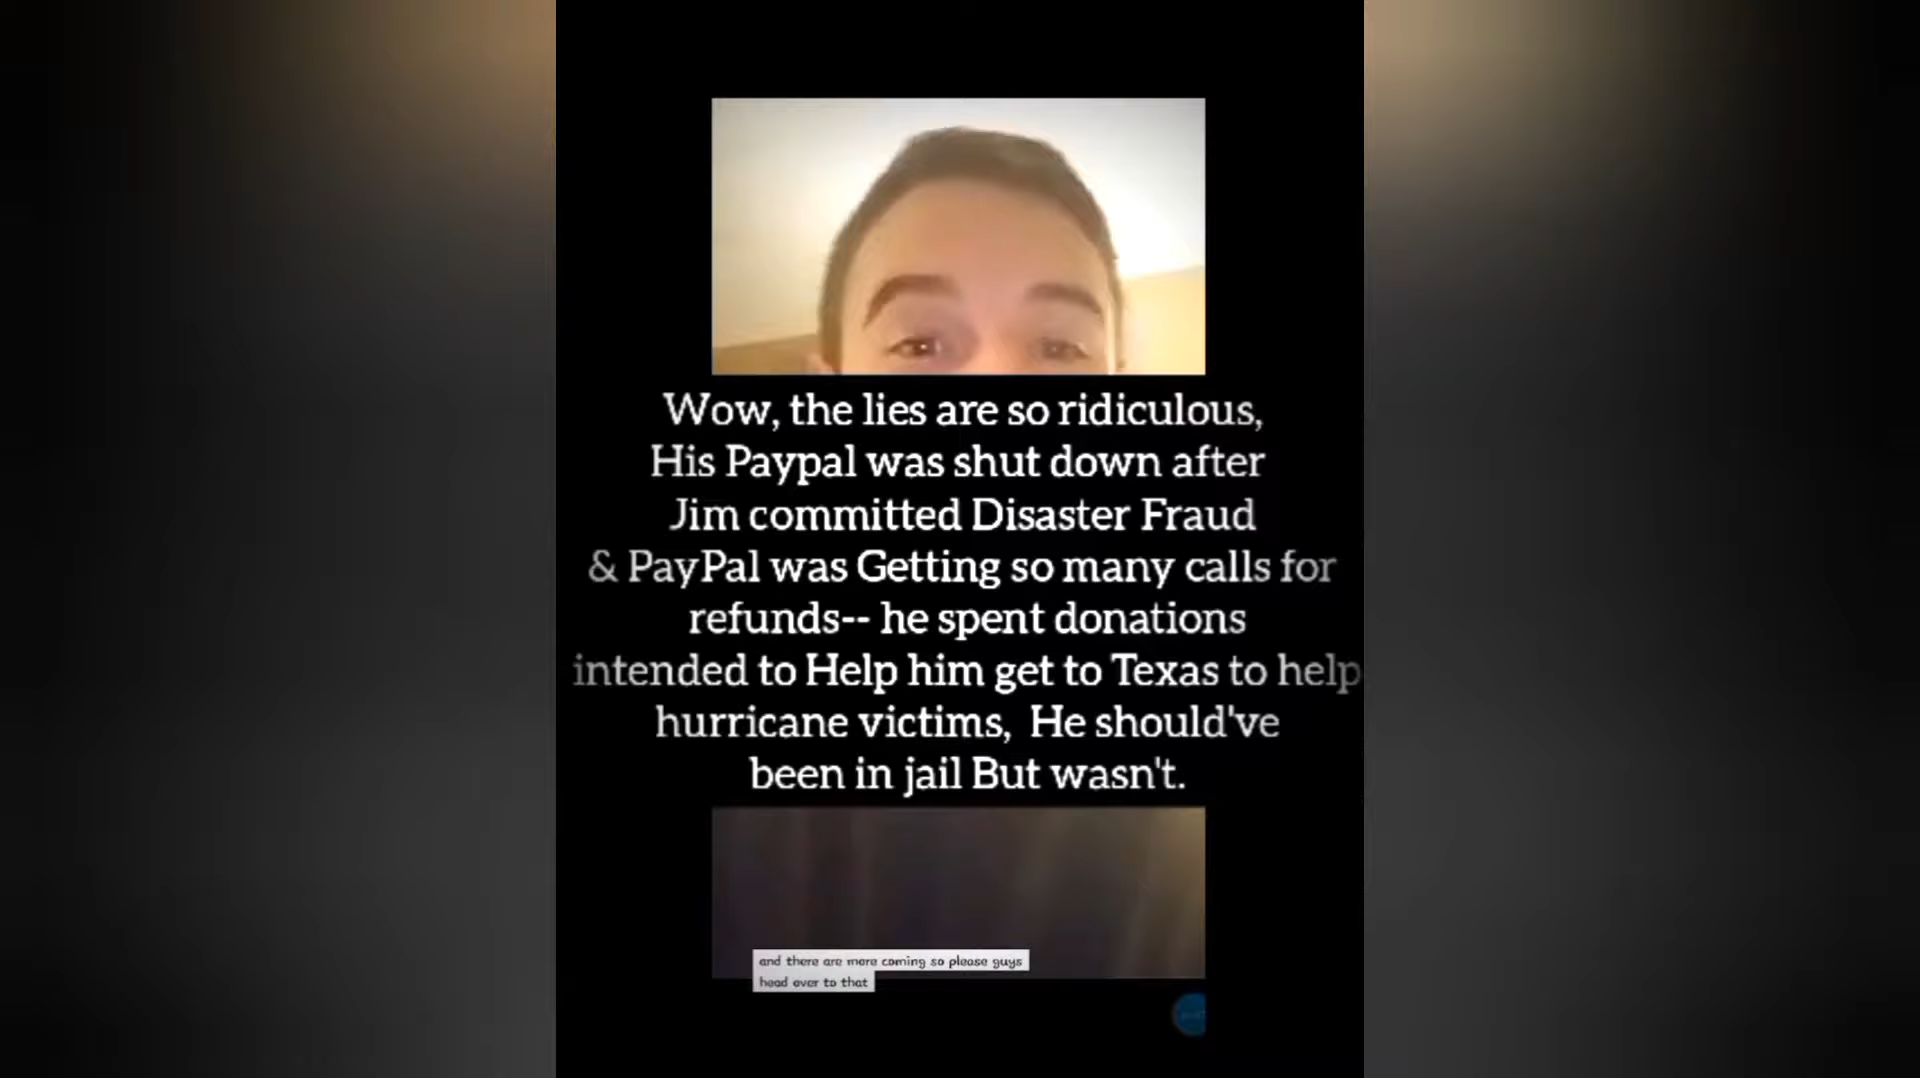 Wow, the lies are so ridiculous,
His Paypal was shut down after
Jim committed Disaster Fraud
& PayPal was Getting so many calls for
refunds-- he spent donations
intended to Help him get to Texas to help
hurricane victims,  He should've
been in jail But wasn't.
and there are more coming so please guys
head over to that